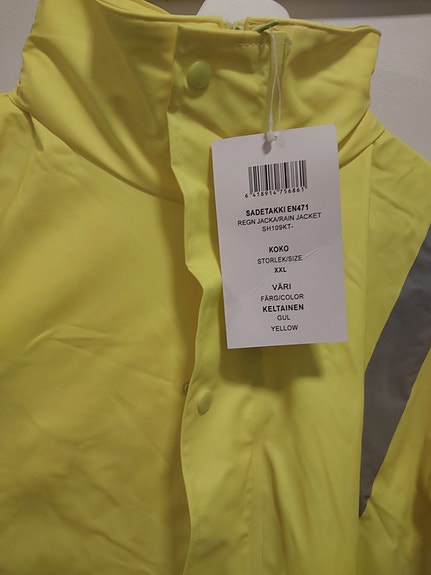 6 418914 756861
SADETAKKI EN471
REGN JACKA/RAIN JACKET
SH109KT-
KOKO
STORLEK/SIZE
XXL
VÄRI
FÄRG/COLOR
KELTAINEN
GUL
YELLOW